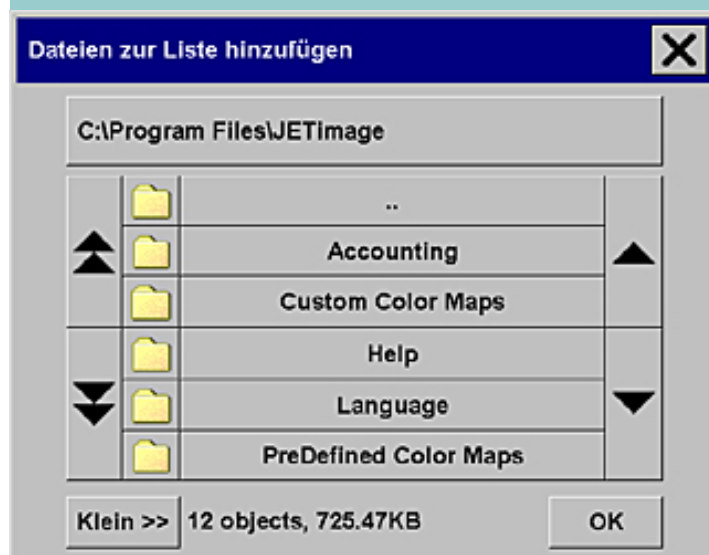 Dateien zur Liste hinzufügen
C:\Program Files\JETimage
..
Accounting
Custom Color Maps
Help
Language
PreDefined Color Maps
Klein >> 12 objects, 725.47KB OK